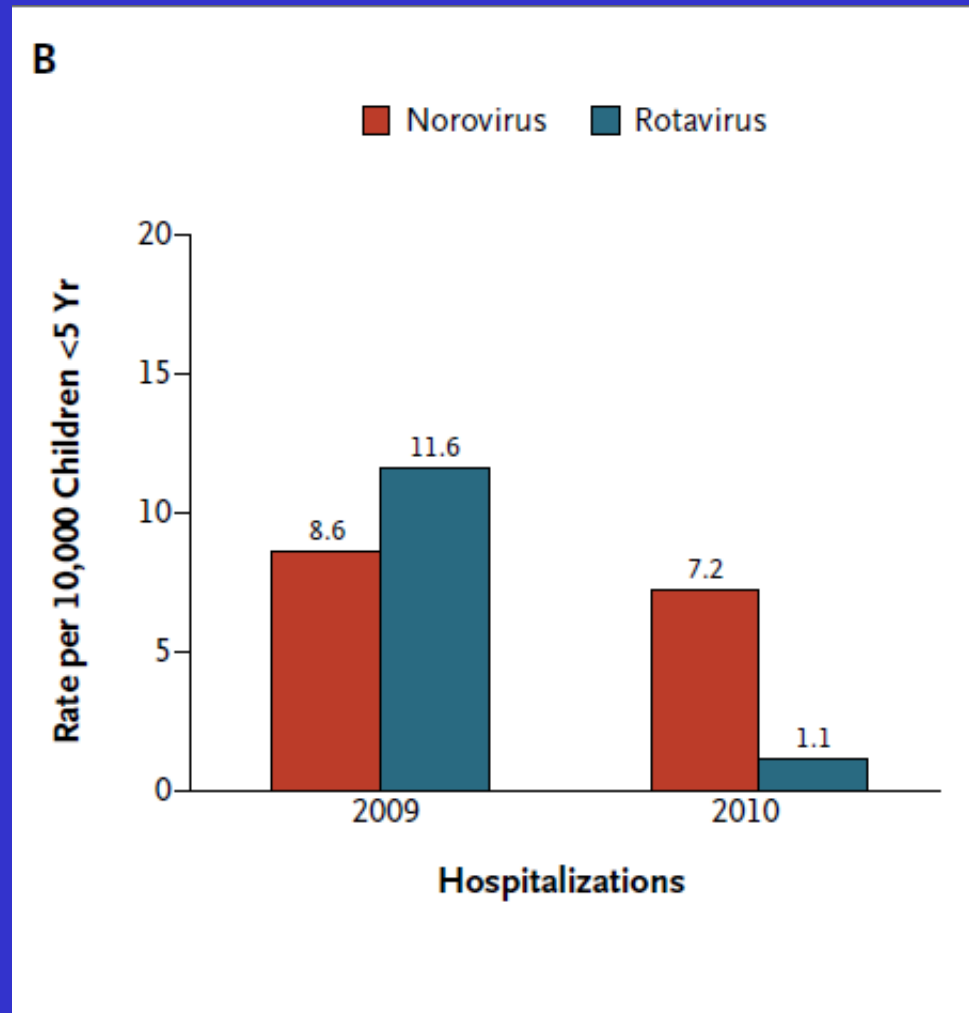 B
Norovirus Rotavirus
20
15
10
5
0
Rate per 10,000 Children <5 Yr
8.6
11.6
7.2
1.1
2009 2010
Hospitalizations